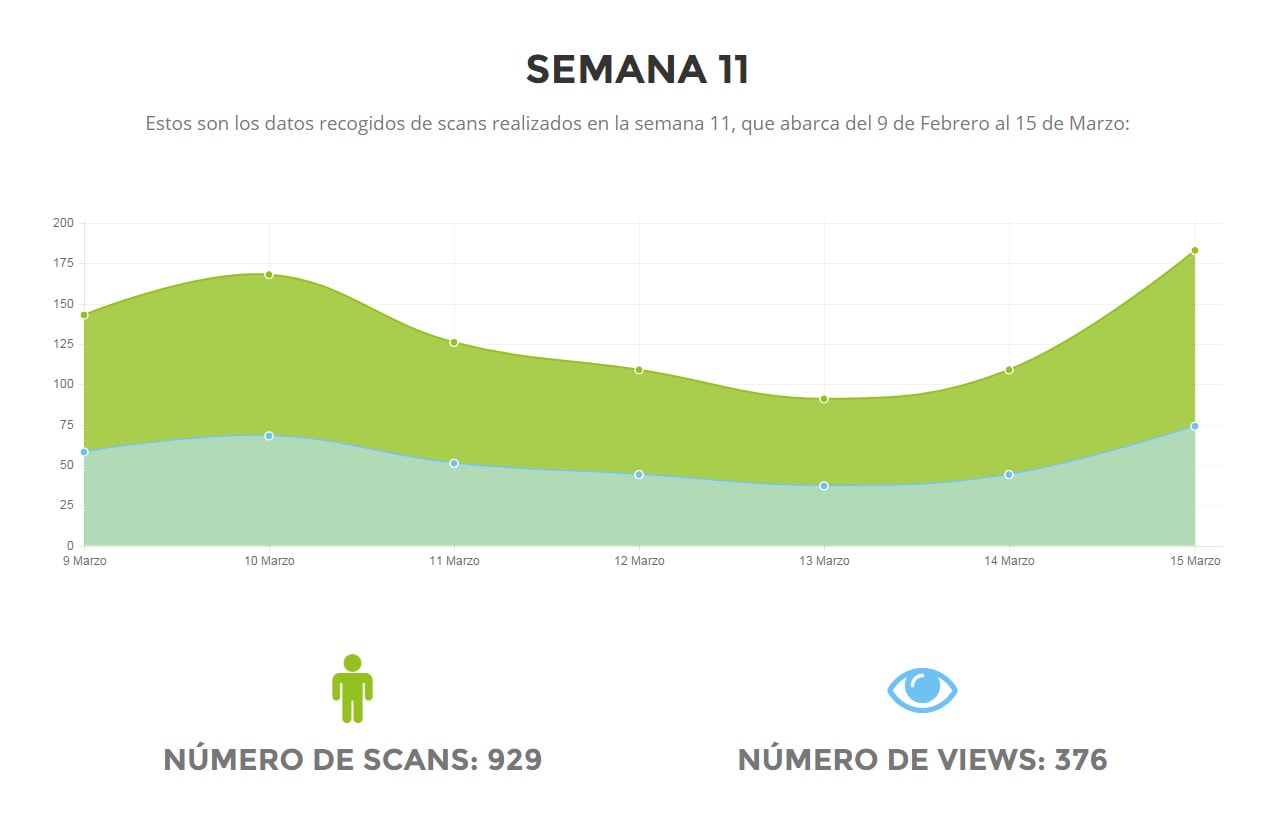 SEMANA 11
Estos son los datos recogidos de scans realizados en la semana 11, que abarca del 9 de Febrero al 15 de Marzo:
200
175
150
125
100
75
50
25
0
9 Marzo 10 Marzo 11 Marzo 12 Marzo 13 Marzo 14 Marzo 15 Marzo
NÚMERO DE SCANS: 929 NÚMERO DE VIEWS: 376